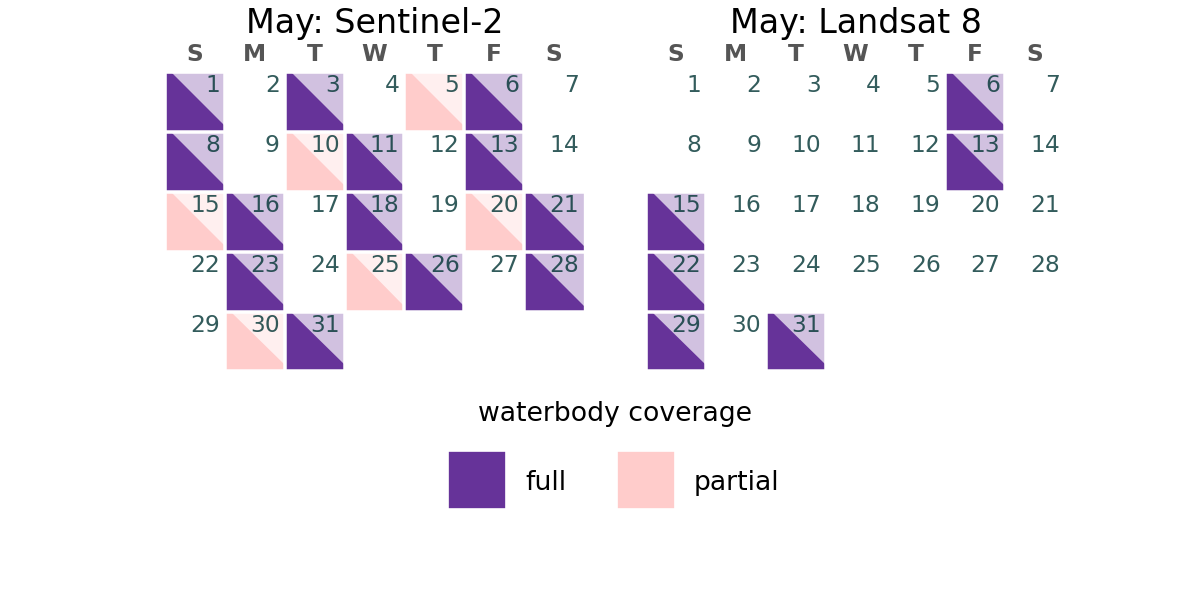 May: Sentinel-2
S M T W T F S
1 2 3 4 5 6 7
8 9 10 11 12 13 14
15 16 17 18 19 20 21
22 23 24 25 26 27 28
29 30 31
May: Landsat 8
S M T W T F S
1 2 3 4 5 6 7
8 9 10 11 12 13 14
15 16 17 18 19 20 21
22 23 24 25 26 27 28
29 30 31
waterbody coverage
full partial